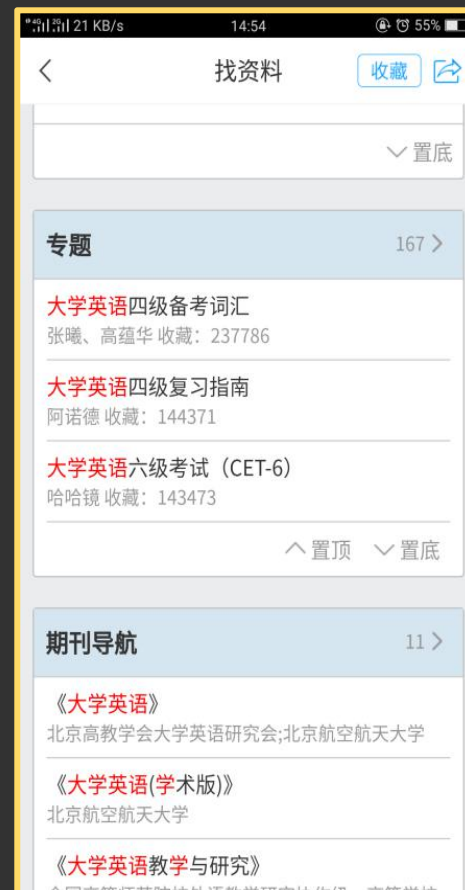 4G 2G 21 KB/s 14:54 55%
找资料 收藏
置底
专题 167
大学英语四级备考词汇
张曦、高蕴华 收藏：237786
大学英语四级复习指南
阿诺德 收藏：144371
大学英语六级考试（CET-6）
哈哈镜 收藏：143473
置顶 置底
期刊导航 11
《大学英语》
北京高教学会大学英语研究会;北京航空航天大学
《大学英语(学术版)》
北京航空航天大学
《大学英语教学与研究》